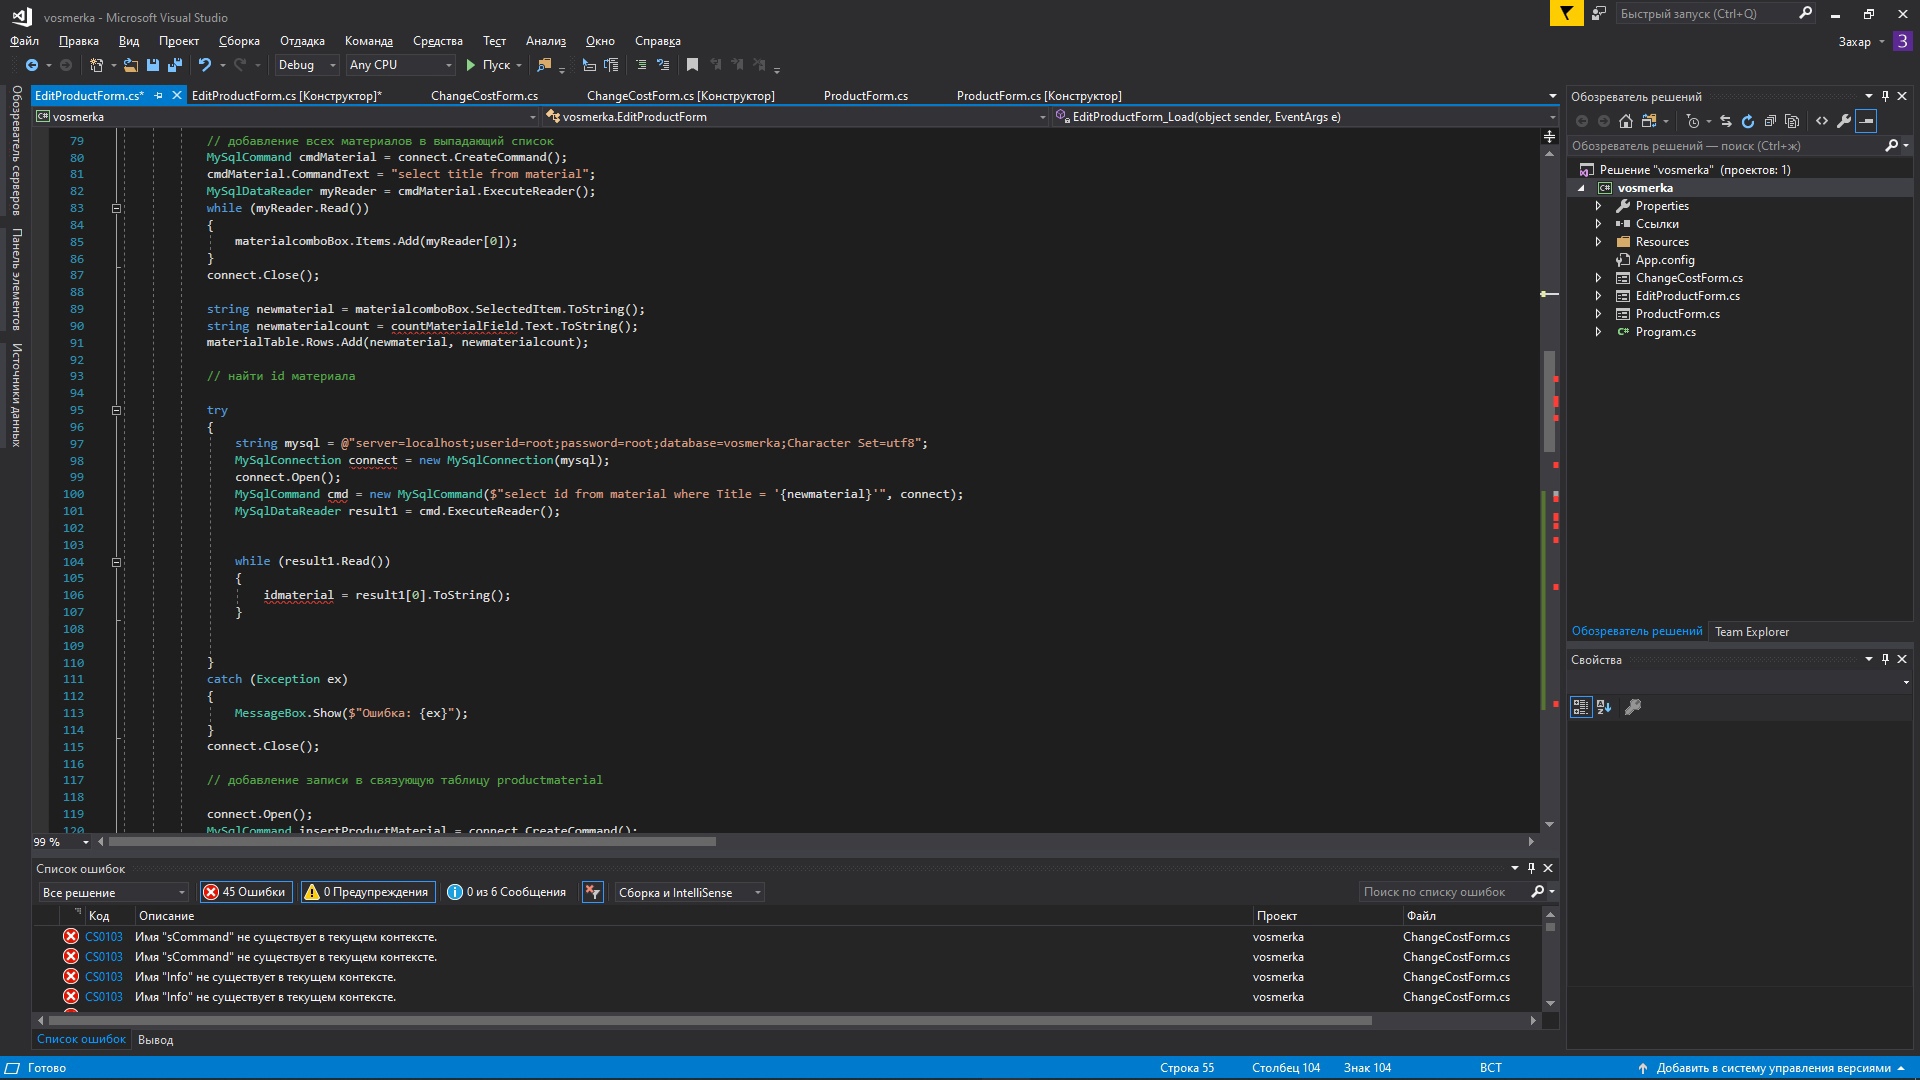 vosmerka - Microsoft Visual Studio
Быстрый запуск (Ctrl+Q)
Файл Правка Вид Проект Сборка Отладка Команда Средства Тест Анализ Окно Справка
Захар З
Debug Any CPU Пуск
Обозреватель серверов
Панель элементов
Источники данных
EditProductForm.cs* EditProductForm.cs [Конструктор]* ChangeCostForm.cs ChangeCostForm.cs [Конструктор] ProductForm.cs ProductForm.cs [Конструктор]
C# vosmerka vosmerka.EditProductForm EditProductForm_Load(object sender, EventArgs e)
79 // добавление всех материалов в выпадающий список
80 MySqlCommand cmdMaterial = connect.CreateCommand();
81 cmdMaterial.CommandText = "select title from material";
82 MySqlDataReader myReader = cmdMaterial.ExecuteReader();
83 while (myReader.Read())
84 {
85 materialcomboBox.Items.Add(myReader[0]);
86 }
87 connect.Close();
88
89 string newmaterial = materialcomboBox.SelectedItem.ToString();
90 string newmaterialcount = countMaterialField.Text.ToString();
91 materialTable.Rows.Add(newmaterial, newmaterialcount);
92
93 // найти id материала
94
95 try
96 {
97 string mysql = @"server=localhost;userid=root;password=root;database=vosmerka;Character Set=utf8";
98 MySqlConnection connect = new MySqlConnection(mysql);
99 connect.Open();
100 MySqlCommand cmd = new MySqlCommand($"select id from material where Title = '{newmaterial}'", connect);
101 MySqlDataReader result1 = cmd.ExecuteReader();
102
103
104 while (result1.Read())
105 {
106 idmaterial = result1[0].ToString();
107 }
108
109
110 }
111 catch (Exception ex)
112 {
113 MessageBox.Show($"Ошибка: {ex}");
114 }
115 connect.Close();
116
117 // добавление записи в связующую таблицу productmaterial
118
119 connect.Open();
120 MySqlCommand insertProductMaterial = connect.CreateCommand();
99 %
Обозреватель решений
Обозреватель решений — поиск (Ctrl+ж)
Решение "vosmerka" (проектов: 1)
C# vosmerka
Properties
Ссылки
Resources
App.config
ChangeCostForm.cs
EditProductForm.cs
ProductForm.cs
C# Program.cs
Обозреватель решений Team Explorer
Свойства
Список ошибок
Все решение 45 Ошибки 0 Предупреждения 0 из 6 Сообщения Сборка и IntelliSense Поиск по списку ошибок
Код Описание Проект Файл
CS0103 Имя "sCommand" не существует в текущем контексте. vosmerka ChangeCostForm.cs
CS0103 Имя "sCommand" не существует в текущем контексте. vosmerka ChangeCostForm.cs
CS0103 Имя "Info" не существует в текущем контексте. vosmerka ChangeCostForm.cs
CS0103 Имя "Info" не существует в текущем контексте. vosmerka ChangeCostForm.cs
Список ошибок Вывод
Готово Строка 55 Столбец 104 Знак 104 ВСТ Добавить в систему управления версиями